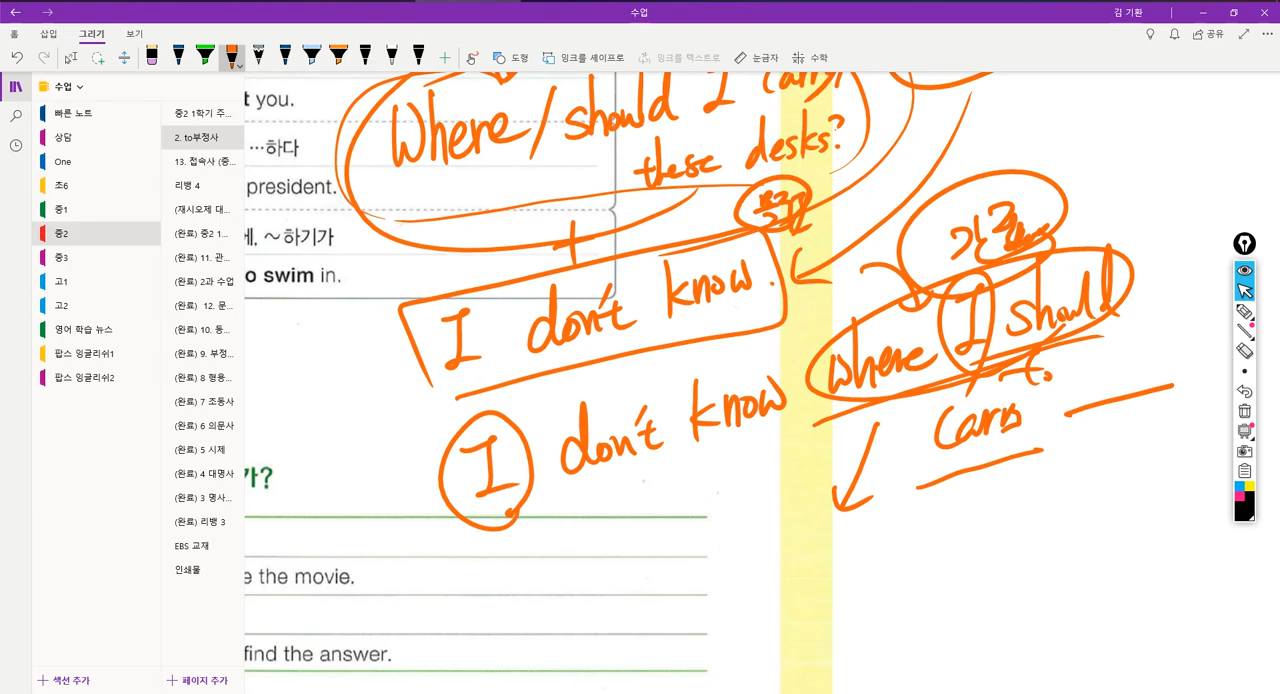 수업
김 기환
홈 삽입 그리기 보기
공유
도형 잉크를 셰이프로 잉크를 텍스트로 눈금자 수학
수업
빠른 노트
상담
One
초6
중1
중2
중3
고1
고2
영어 학습 뉴스
팝스 잉글리쉬1
팝스 잉글리쉬2
색션 추가
중2 1학기 주...
2. to부정사
13. 접속사 (중...
리뱅 4
(재시오제 대...
(완료) 중2 1...
(완료) 11. 관...
(완료) 2과 수업
(완료) 12. 문...
(완료) 10. 동...
(완료) 9. 부정...
(완료) 8 형용...
(완료) 7 조동사
(완료) 6 의문사
(완료) 5 시제
(완료) 4 대명사
(완료) 3 명사...
(완료) 리뱅 3
EBS 교재
인쇄물
페이지 추가
t you.
...하다
president.
~하기가
o swim in.
가?
e the movie.
find the answer.
Where / should I carry
these desks?
I don't know.
I don't know where I should
to
carry